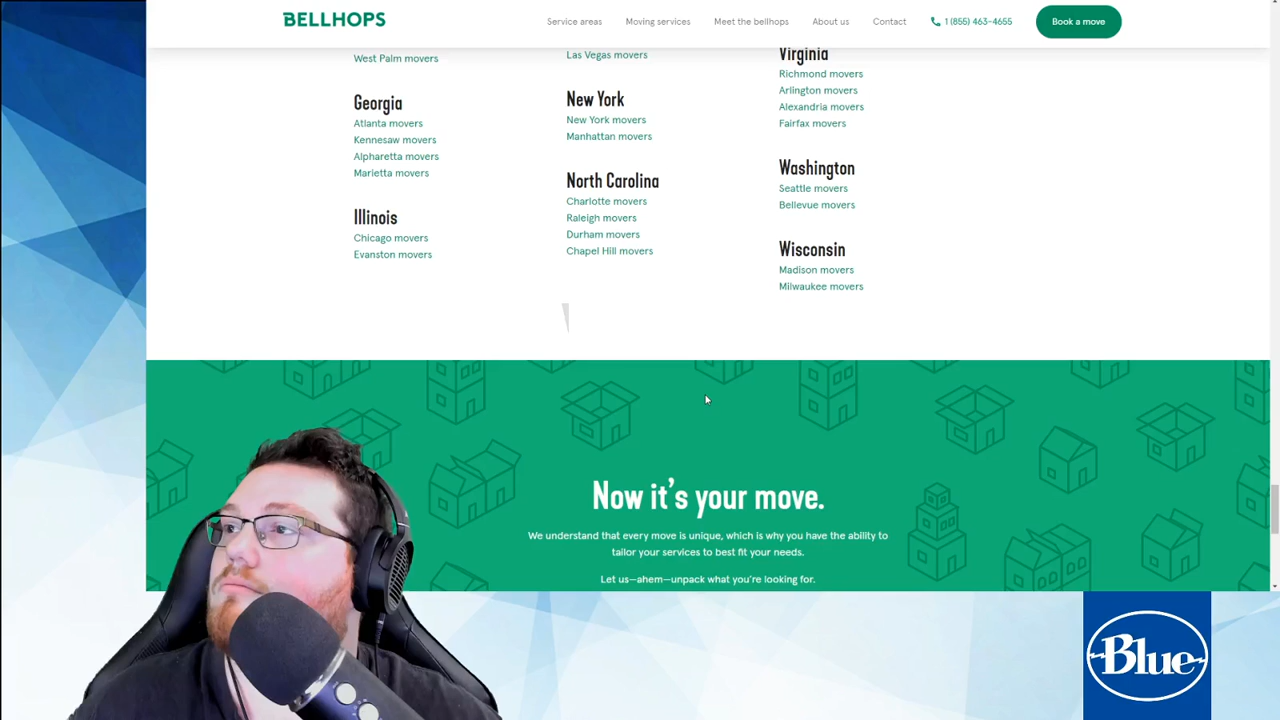 BELLHOPS
Service areas
Moving services
Meet the bellhops
About us
Contact
1 (855) 463-4655
Book a move
West Palm movers
Georgia
Atlanta movers
Kennesaw movers
Alpharetta movers
Marietta movers
Illinois
Chicago movers
Evanston movers
Las Vegas movers
New York
New York movers
Manhattan movers
North Carolina
Charlotte movers
Raleigh movers
Durham movers
Chapel Hill movers
Virginia
Richmond movers
Arlington movers
Alexandria movers
Fairfax movers
Washington
Seattle movers
Bellevue movers
Wisconsin
Madison movers
Milwaukee movers
Now it's your move.
We understand that every move is unique, which is why you have the ability to
tailor your services to best fit your needs.
Let us—ahem—unpack what you're looking for.
Blue